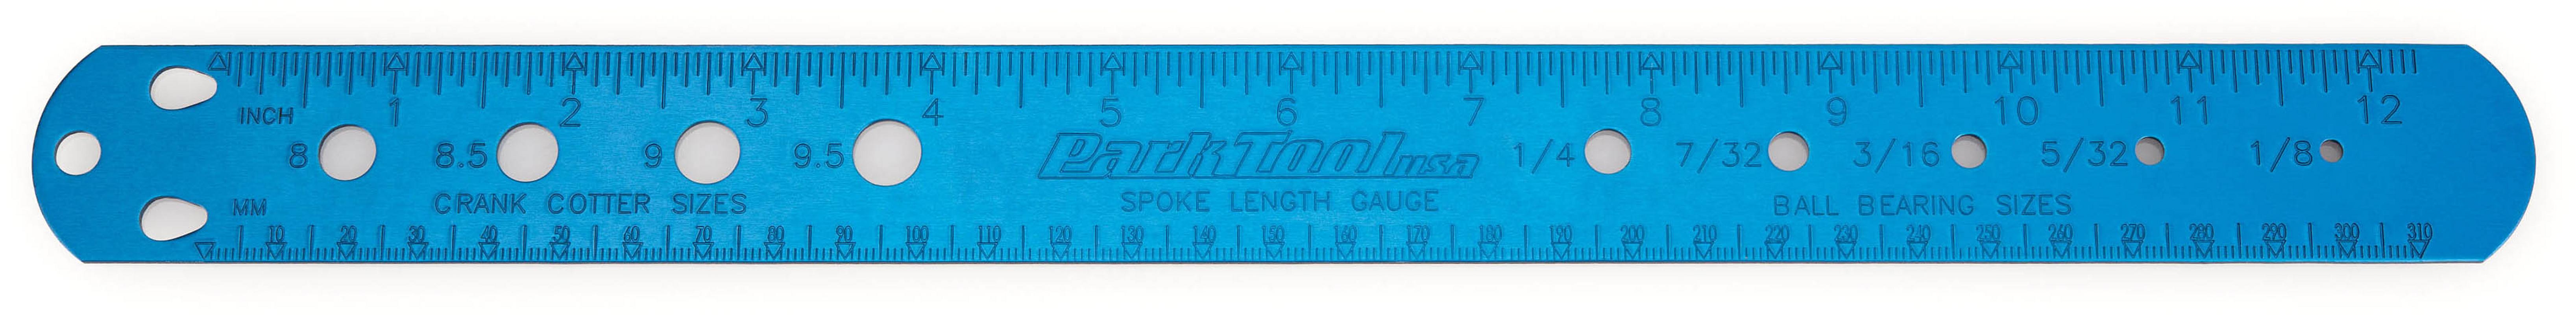 INCH 1 2 3 4 5 6 7 8 9 10 11 12
8 8.5 9 9.5 ParkTool USA 1/4 7/32 3/16 5/32 1/8
MM CRANK COTTER SIZES SPOKE LENGTH GAUGE BALL BEARING SIZES
10 20 30 40 50 60 70 80 90 100 110 120 130 140 150 160 170 180 190 200 210 220 230 240 250 260 270 280 290 300 310